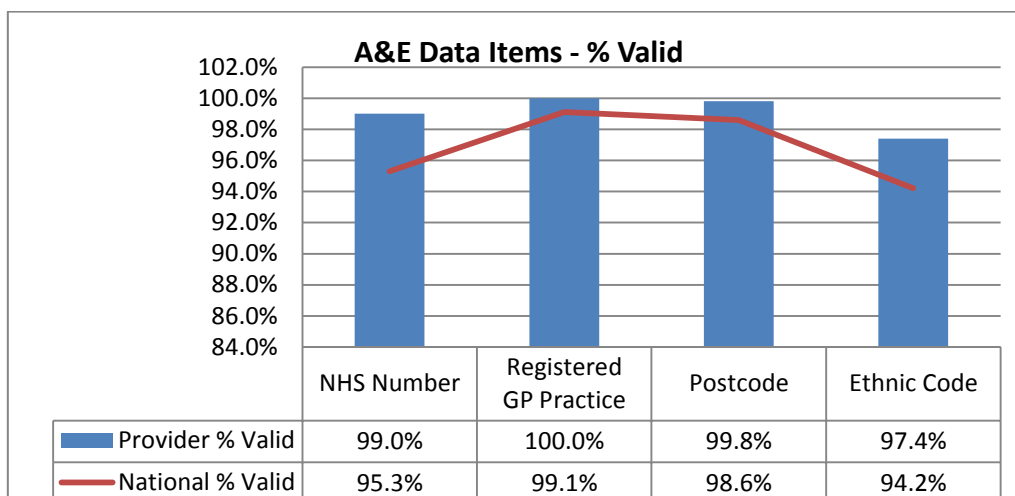 A&E Data Items - % Valid
102.0%
100.0%
98.0%
96.0%
94.0%
92.0%
90.0%
88.0%
86.0%
84.0%
NHS Number
Registered
GP Practice
Postcode
Ethnic Code
Provider % Valid 99.0% 100.0% 99.8% 97.4%
National % Valid 95.3% 99.1% 98.6% 94.2%